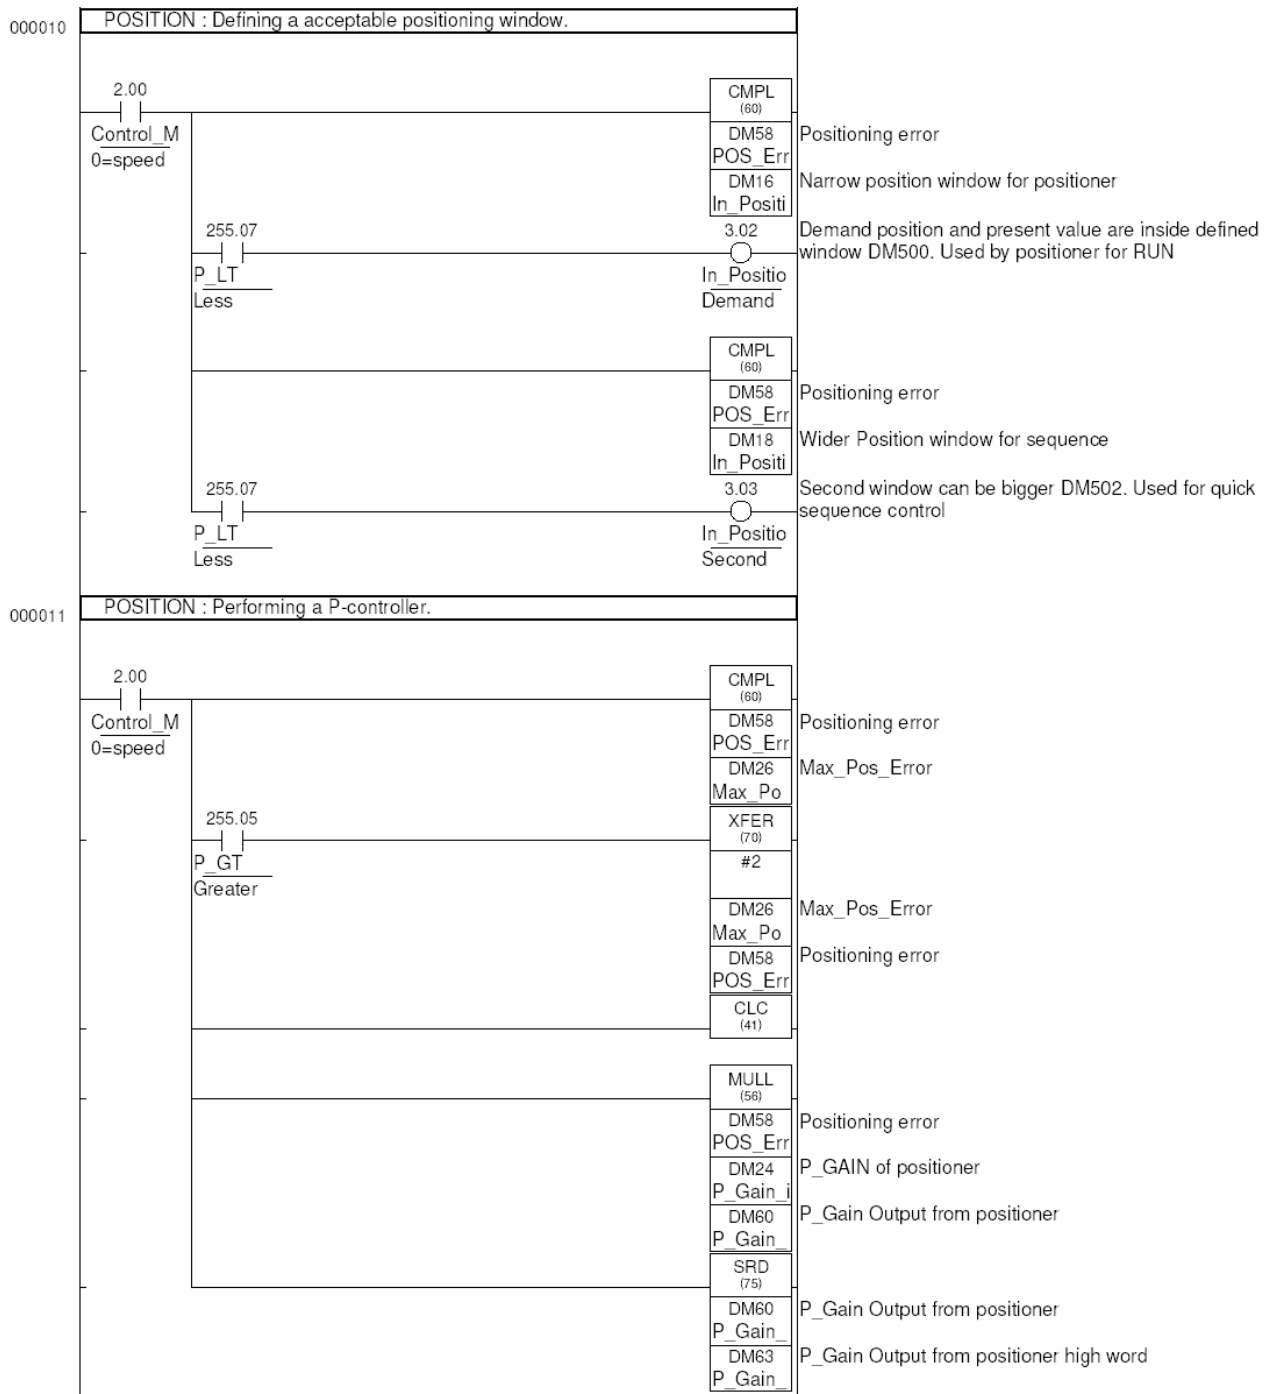 000010
POSITION : Defining a acceptable positioning window.
2.00
CMPL
(60)
Control_M
DM58
Positioning error
0=speed
POS_Err
DM16
Narrow position window for positioner
In_Positi
255.07
3.02
Demand position and present value are inside defined
window DM500. Used by positioner for RUN
P_LT
In_Positio
Less
Demand
CMPL
(60)
DM58
Positioning error
POS_Err
DM18
Wider Position window for sequence
In_Positi
255.07
3.03
Second window can be bigger DM502. Used for quick
sequence control
P_LT
In_Positio
Less
Second
000011
POSITION : Performing a P-controller.
2.00
CMPL
(60)
Control_M
DM58
Positioning error
0=speed
POS_Err
DM26
Max_Pos_Error
Max_Po
255.05
XFER
(70)
P_GT
#2
Greater
DM26
Max_Pos_Error
Max_Po
DM58
Positioning error
POS_Err
CLC
(41)
MULL
(56)
DM58
Positioning error
POS_Err
DM24
P_GAIN of positioner
P_Gain_i
DM60
P_Gain Output from positioner
P_Gain_
SRD
(75)
DM60
P_Gain Output from positioner
P_Gain_
DM63
P_Gain Output from positioner high word
P_Gain_